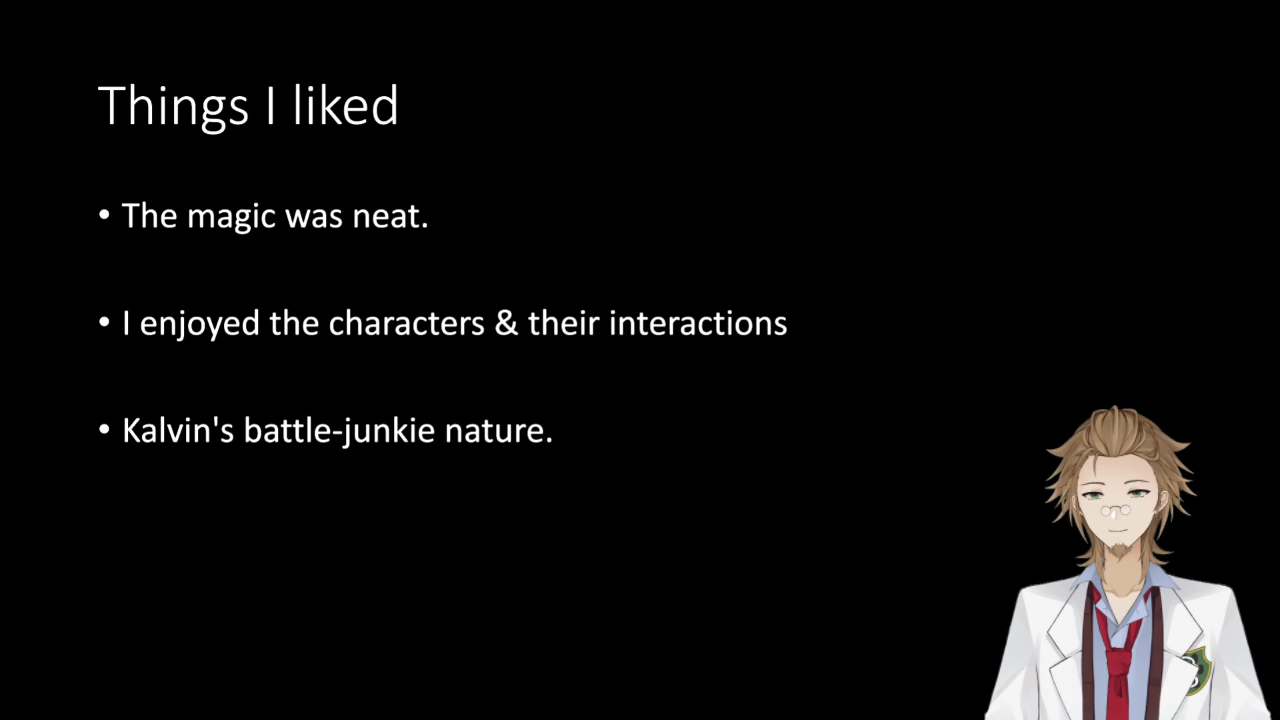 Things I liked
• The magic was neat.
• I enjoyed the characters & their interactions
• Kalvin's battle-junkie nature.